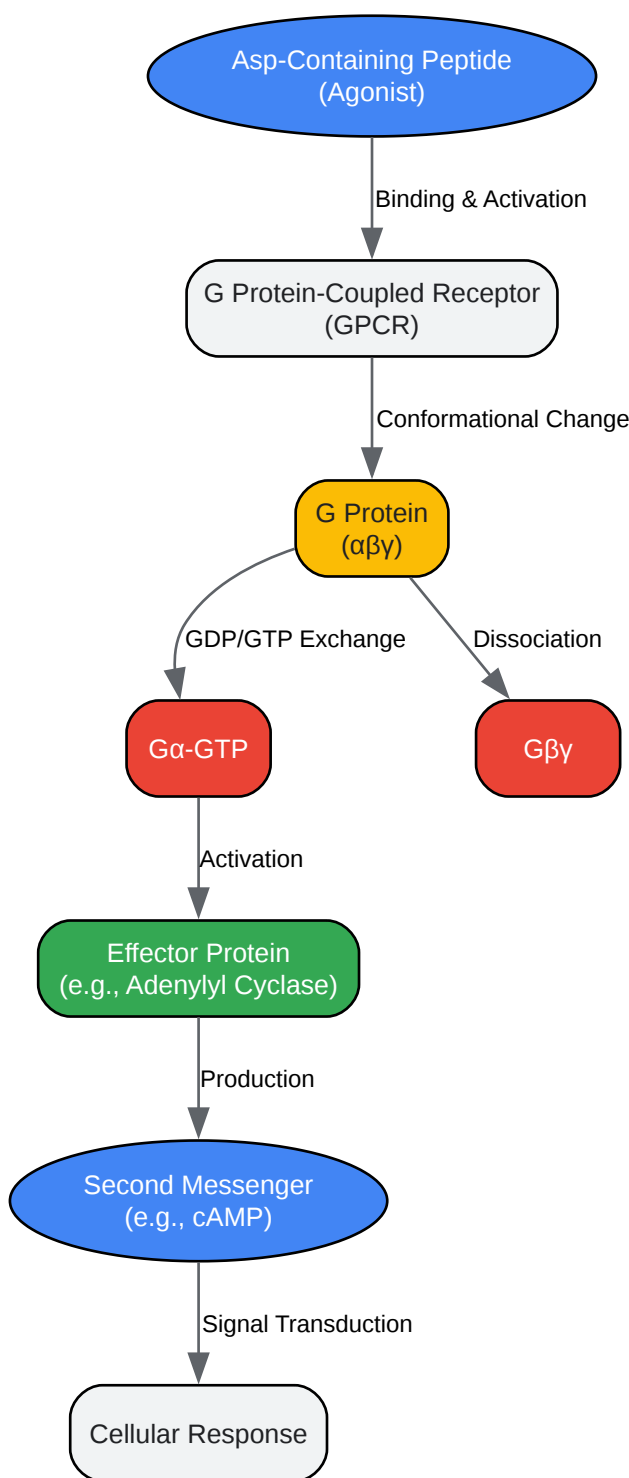 Asp-Containing Peptide
(Agonist)
Binding & Activation
G Protein-Coupled Receptor
(GPCR)
Conformational Change
G Protein
(αβγ)
GDP/GTP Exchange
Dissociation
Gα-GTP
Gβγ
Activation
Effector Protein
(e.g., Adenylyl Cyclase)
Production
Second Messenger
(e.g., cAMP)
Signal Transduction
Cellular Response